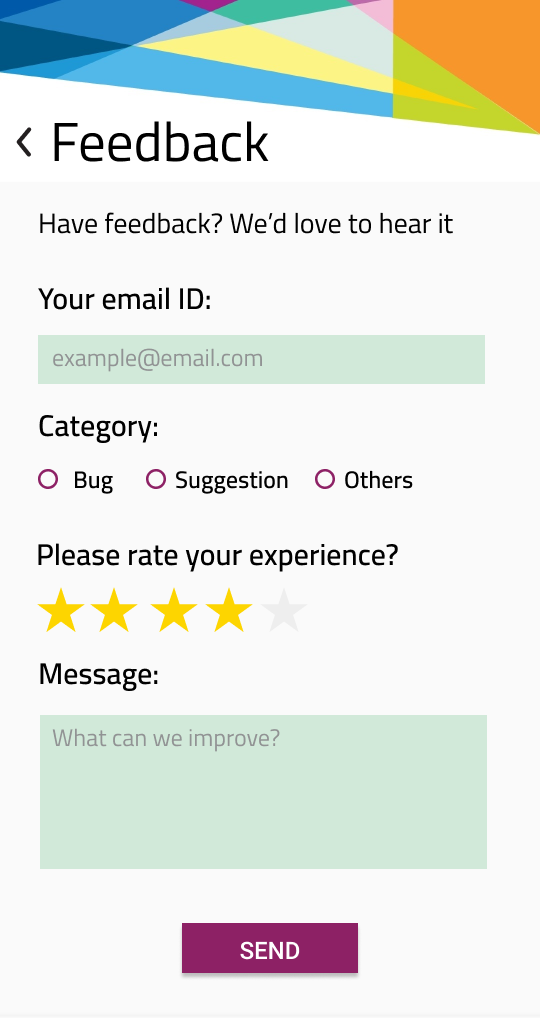 Feedback
Have feedback? We’d love to hear it
Your email ID:
example@email.com
Category:
Bug Suggestion Others
Please rate your experience?
Message:
What can we improve?
SEND